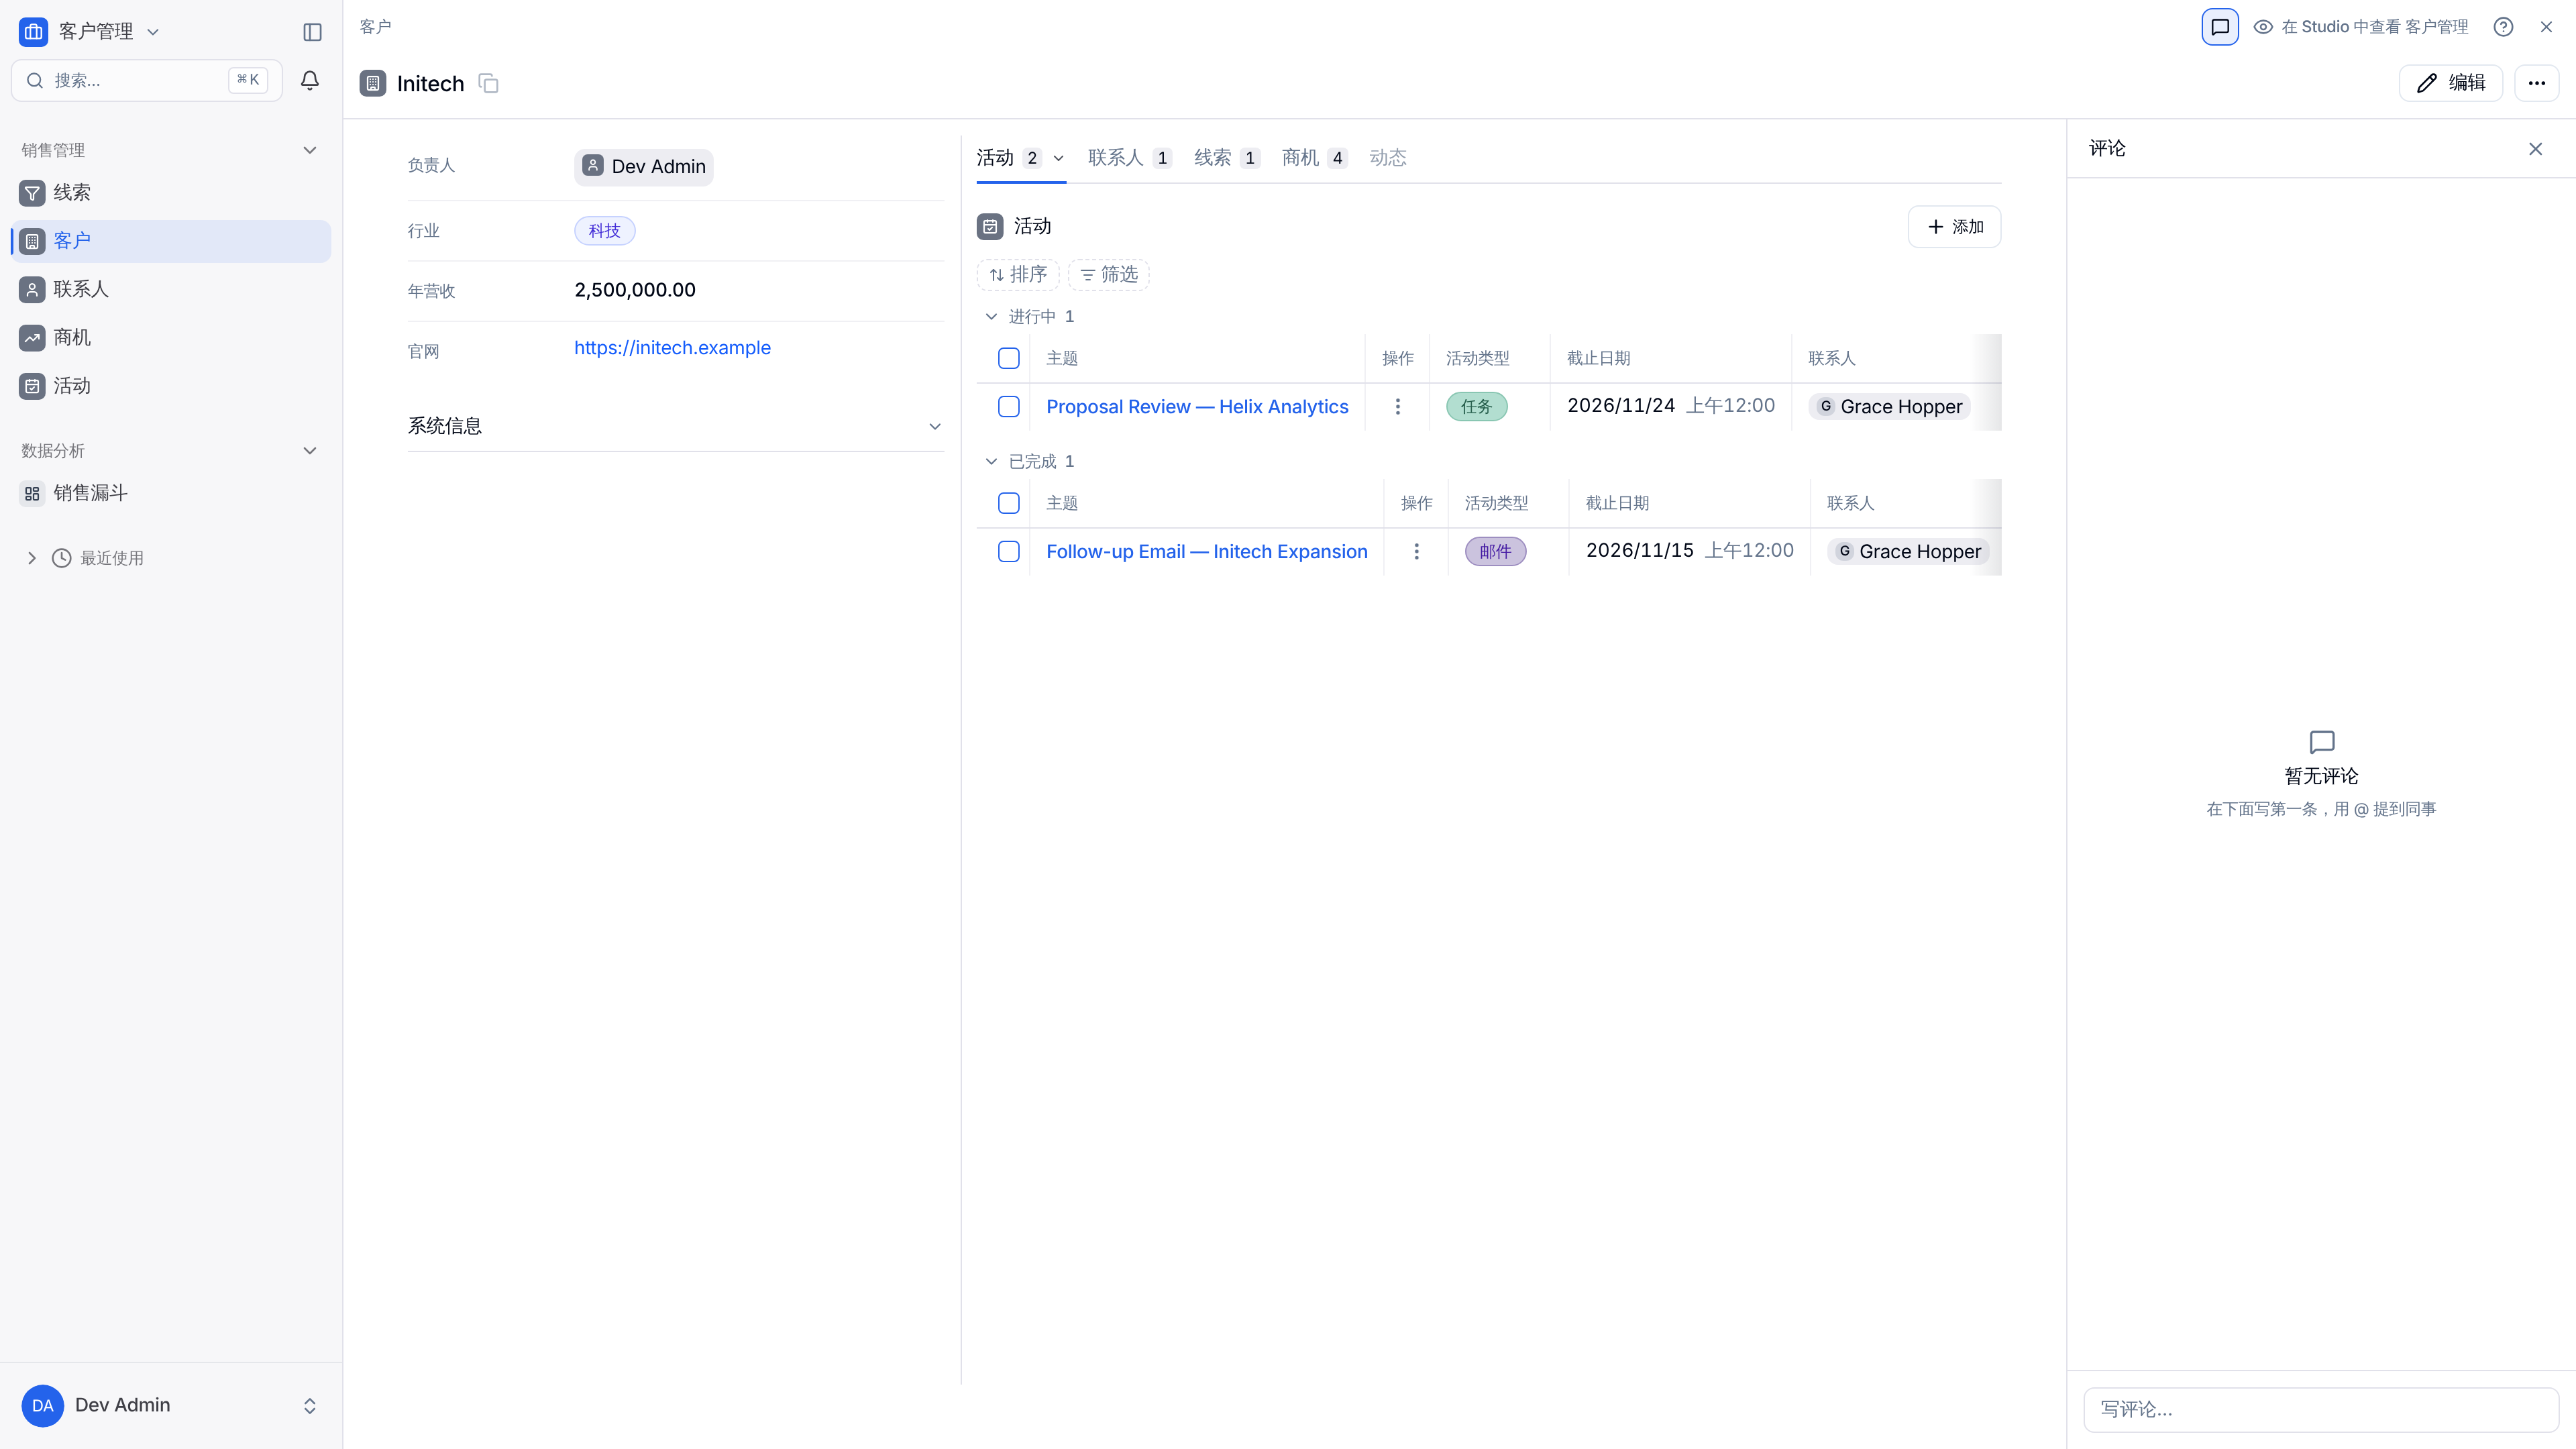 客户管理
搜索...
⌘K
销售管理
线索
客户
联系人
商机
活动
数据分析
销售漏斗
最近使用
DA
Dev Admin
客户
在 Studio 中查看 客户管理
Initech
编辑
负责人
Dev Admin
行业
科技
年营收
2,500,000.00
官网
https://initech.example
系统信息
活动 2
联系人 1
线索 1
商机 4
动态
活动
添加
排序
筛选
进行中 1
主题 操作 活动类型 截止日期 联系人
Proposal Review — Helix Analytics 任务 2026/11/24 上午12:00 G Grace Hopper
已完成 1
主题 操作 活动类型 截止日期 联系人
Follow-up Email — Initech Expansion 邮件 2026/11/15 上午12:00 G Grace Hopper
评论
暂无评论
在下面写第一条，用 @ 提到同事
写评论...